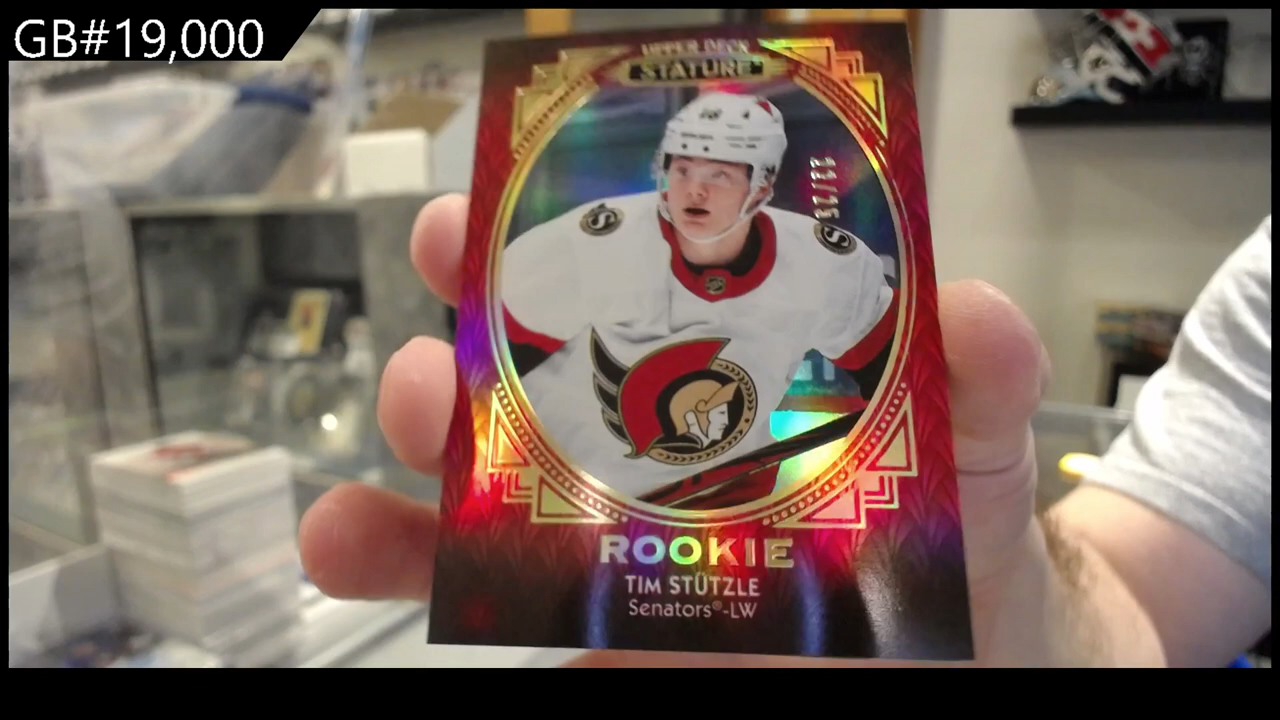 GB#19,000
UPPER DECK
STATURE
ROOKIE
TIM STÜTZLE
Senators®-LW